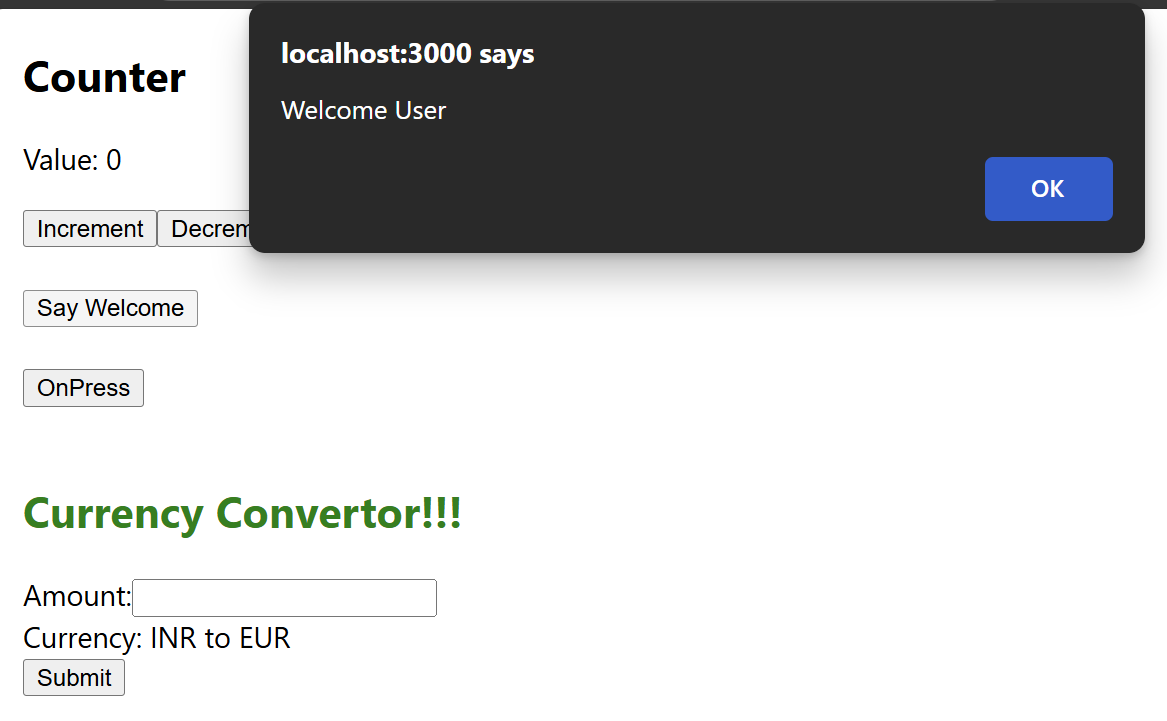 localhost:3000 says
Welcome User
OK
Counter
Value: 0
Increment Decrem
Say Welcome
OnPress
Currency Convertor!!!
Amount:
Currency: INR to EUR
Submit